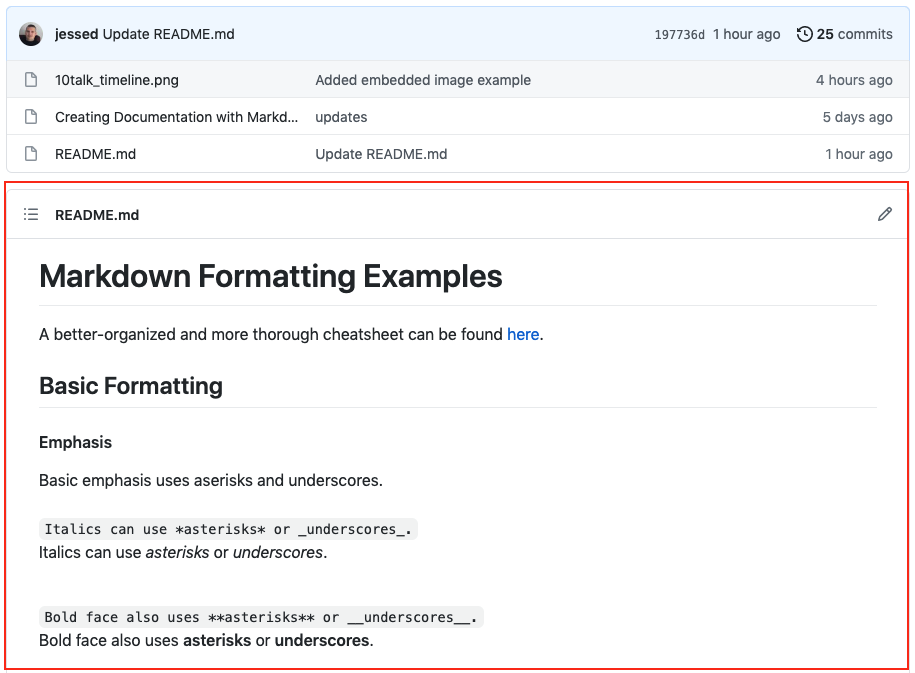 jessed Update README.md 197736d 1 hour ago 25 commits
10talk_timeline.png Added embedded image example 4 hours ago
Creating Documentation with Markd... updates 5 days ago
README.md Update README.md 1 hour ago
README.md
Markdown Formatting Examples
A better-organized and more thorough cheatsheet can be found here.
Basic Formatting
Emphasis
Basic emphasis uses aserisks and underscores.
Italics can use *asterisks* or _underscores_.
Italics can use asterisks or underscores.
Bold face also uses **asterisks** or __underscores__.
Bold face also uses asterisks or underscores.